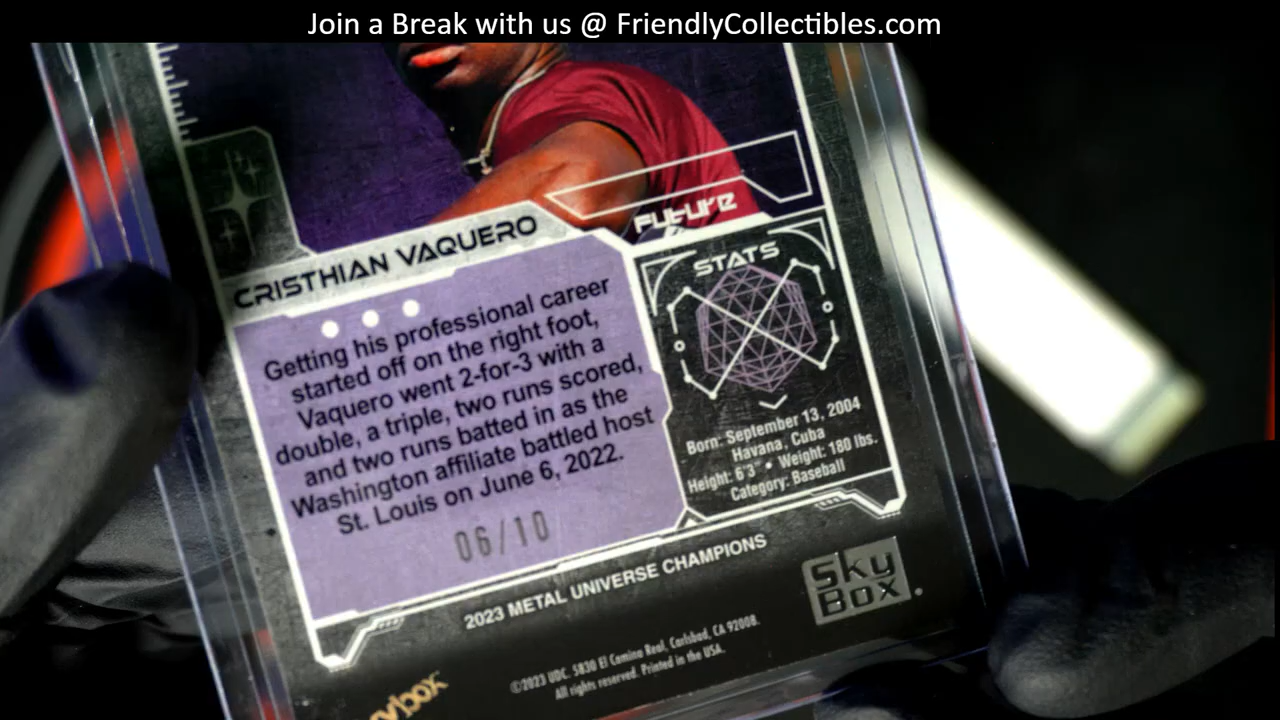 Join a Break with us @ FriendlyCollectibles.com
FUTURE
CRISTHIAN VAQUERO
Getting his professional career
started off on the right foot,
Vaquero went 2-for-3 with a
double, a triple, two runs scored,
and two runs batted in as the
Washington affiliate battled host
St. Louis on June 6, 2022.
06/10
STATS
Born: September 13, 2004
Havana, Cuba
Height: 6'3" • Weight: 180 lbs.
Category: Baseball
2023 METAL UNIVERSE CHAMPIONS
SkyBox
©2023 UDC. 5830 El Camino Real, Carlsbad, CA 92008.
All rights reserved. Printed in the USA.